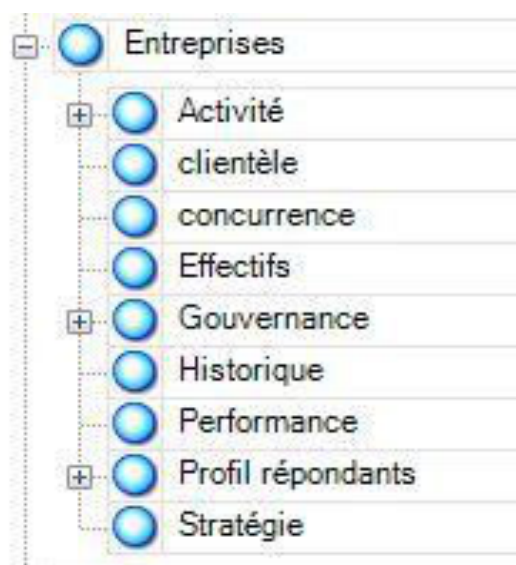 Entreprises
Activité
clientèle
concurrence
Effectifs
Gouvernance
Historique
Performance
Profil répondants
Stratégie